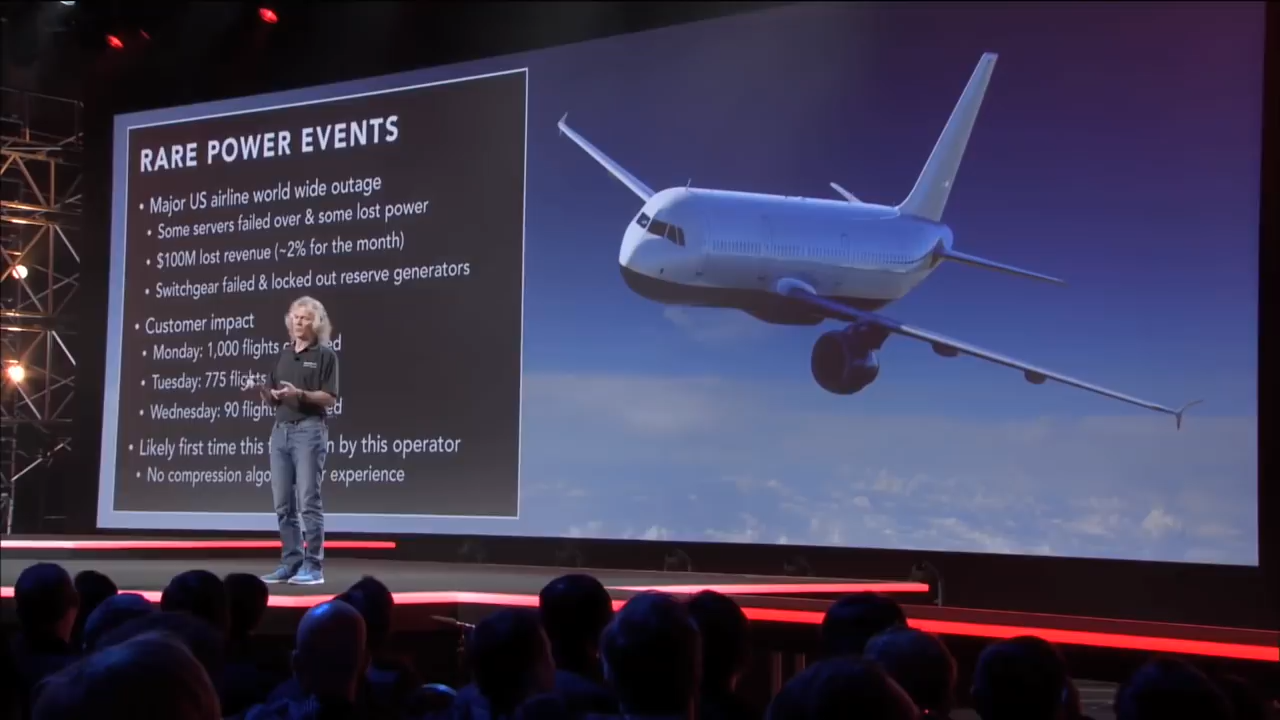 RARE POWER EVENTS
• Major US airline world wide outage
• Some servers failed over & some lost power
• $100M lost revenue (~2% for the month)
• Switchgear failed & locked out reserve generators
• Customer impact
• Monday: 1,000 flights
• Tuesday: 775 flights
• Wednesday: 90 flights
• Likely first time this by this operator
• No compression experience